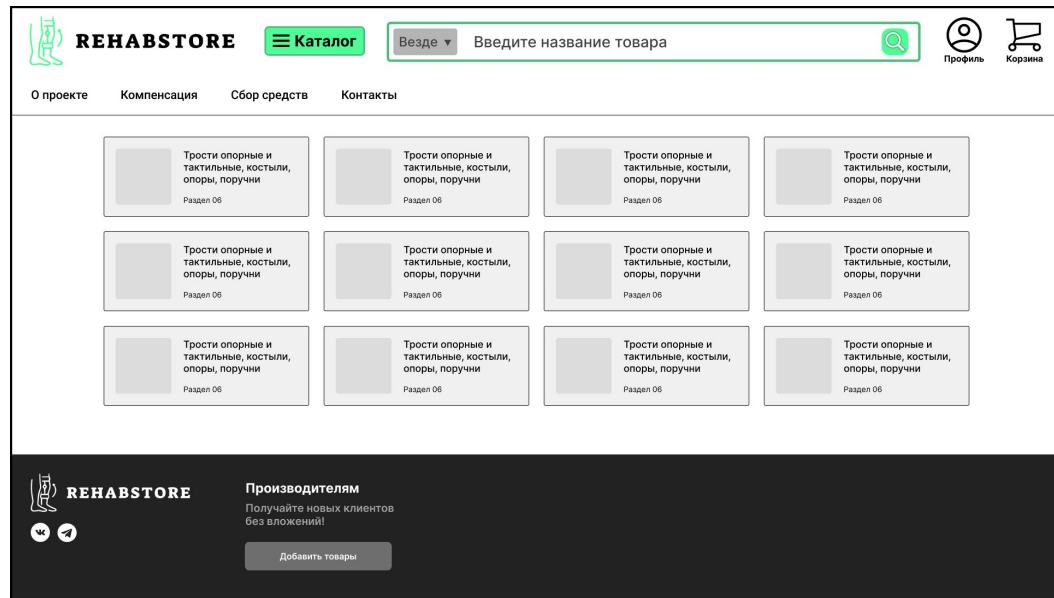 REHABSTORE
Каталог
Везде ▼
Введите название товара
Профиль
Корзина
О проекте
Компенсация
Сбор средств
Контакты
Трости опорные и
тактильные, костыли,
опоры, поручни
Раздел 06
Трости опорные и
тактильные, костыли,
опоры, поручни
Раздел 06
Трости опорные и
тактильные, костыли,
опоры, поручни
Раздел 06
Трости опорные и
тактильные, костыли,
опоры, поручни
Раздел 06
Трости опорные и
тактильные, костыли,
опоры, поручни
Раздел 06
Трости опорные и
тактильные, костыли,
опоры, поручни
Раздел 06
Трости опорные и
тактильные, костыли,
опоры, поручни
Раздел 06
Трости опорные и
тактильные, костыли,
опоры, поручни
Раздел 06
Трости опорные и
тактильные, костыли,
опоры, поручни
Раздел 06
Трости опорные и
тактильные, костыли,
опоры, поручни
Раздел 06
Трости опорные и
тактильные, костыли,
опоры, поручни
Раздел 06
Трости опорные и
тактильные, костыли,
опоры, поручни
Раздел 06
REHABSTORE
Производителям
Получайте новых клиентов
без вложений!
Добавить товары